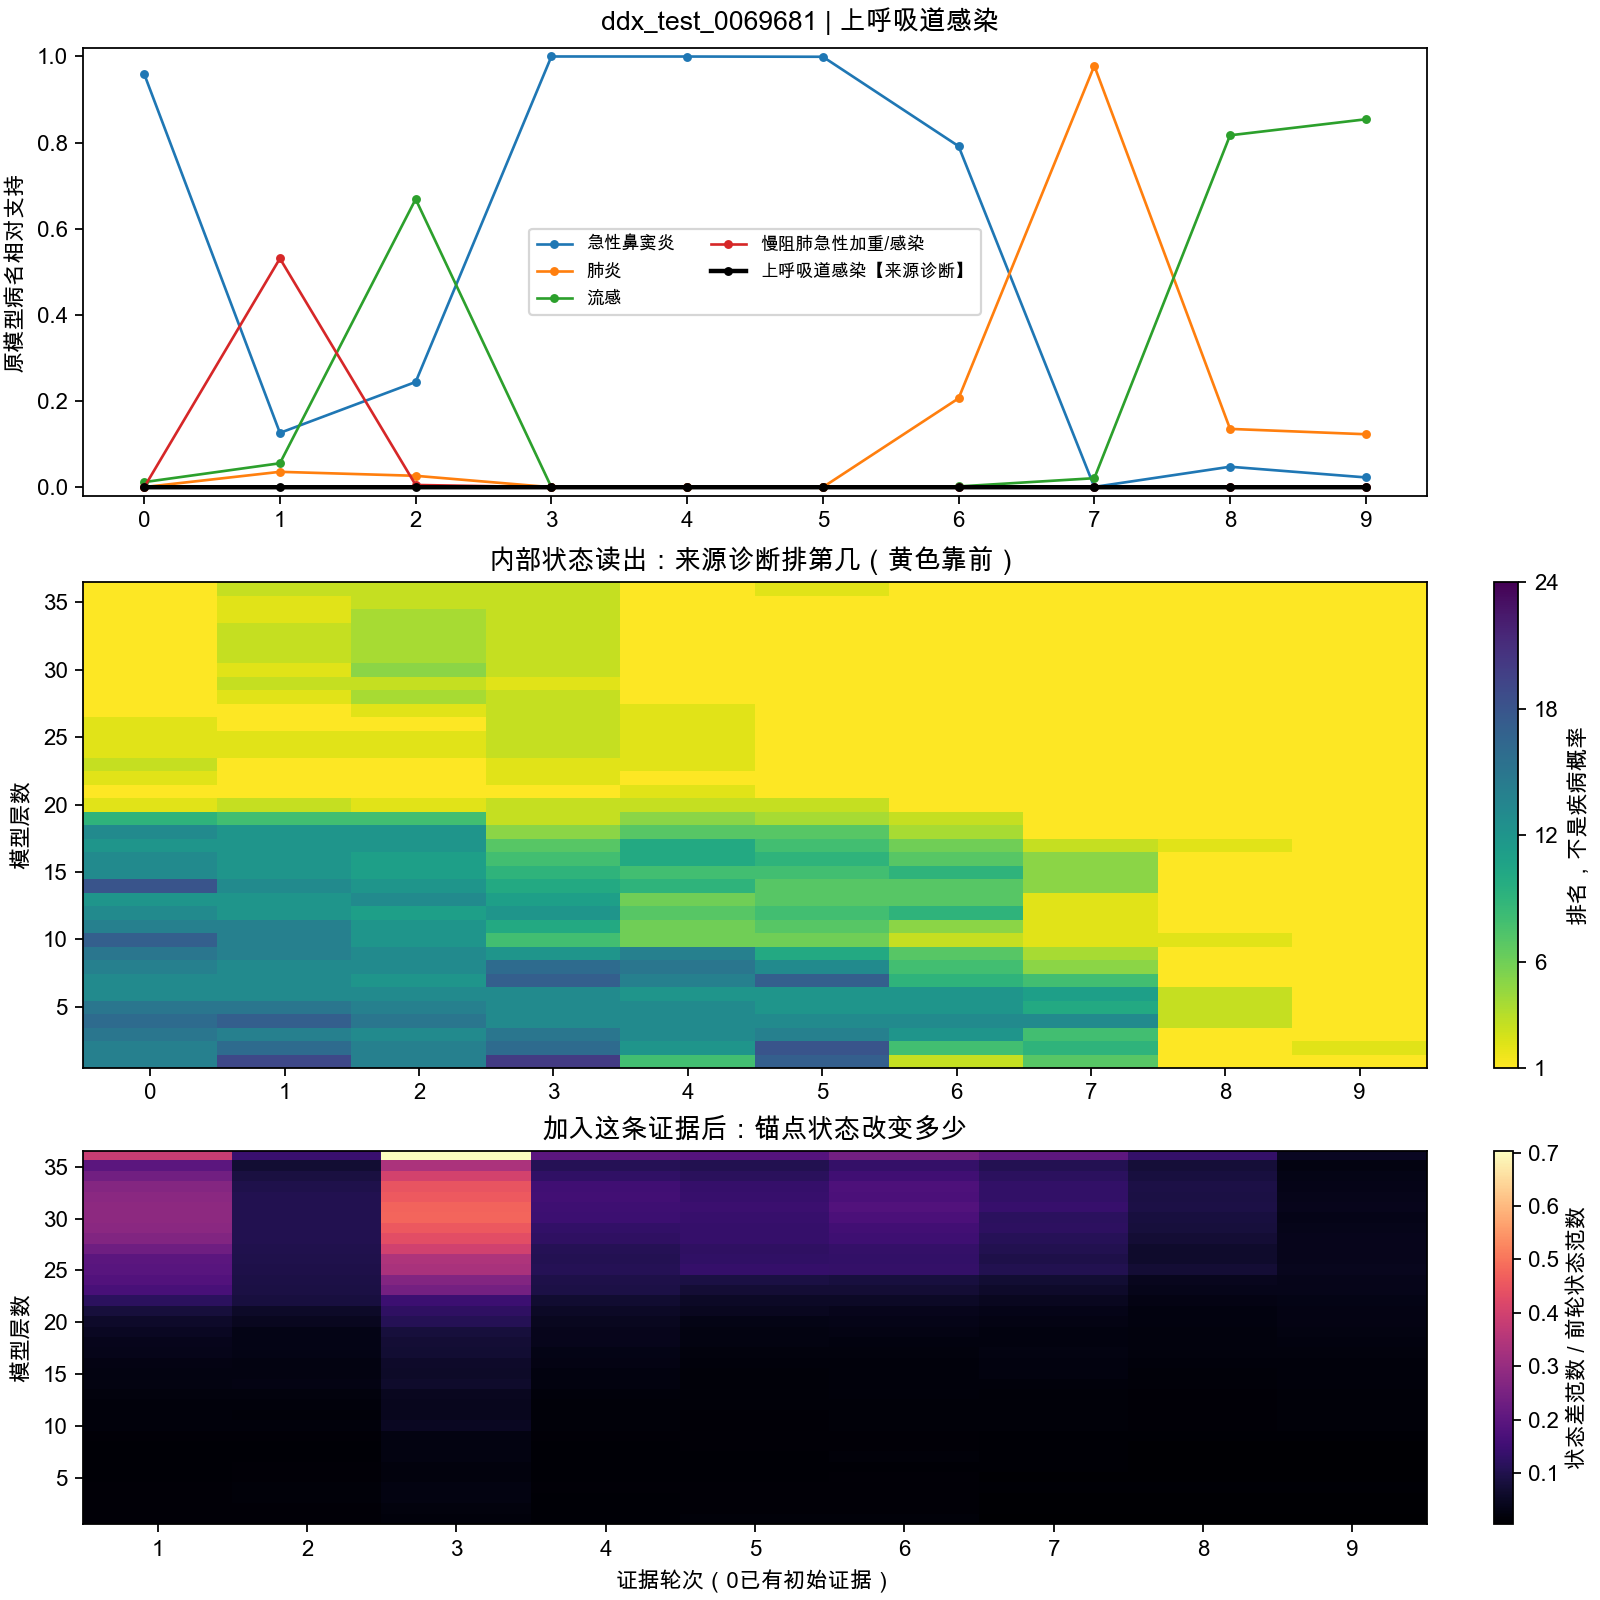 ddx_test_0069681 | 上呼吸道感染
原模型病名相对支持
1.0
0.8
0.6
0.4
0.2
0.0
急性鼻窦炎
肺炎
流感
慢阻肺急性加重/感染
上呼吸道感染【来源诊断】
0 1 2 3 4 5 6 7 8 9
内部状态读出：来源诊断排第几（黄色靠前）
模型层数
35
30
25
20
15
10
5
0 1 2 3 4 5 6 7 8 9
24
18
12
6
1
排名，不是疾病概率
加入这条证据后：锚点状态改变多少
模型层数
35
30
25
20
15
10
5
1 2 3 4 5 6 7 8 9
证据轮次（0已有初始证据）
0.7
0.6
0.5
0.4
0.3
0.2
0.1
状态差范数 / 前轮状态范数